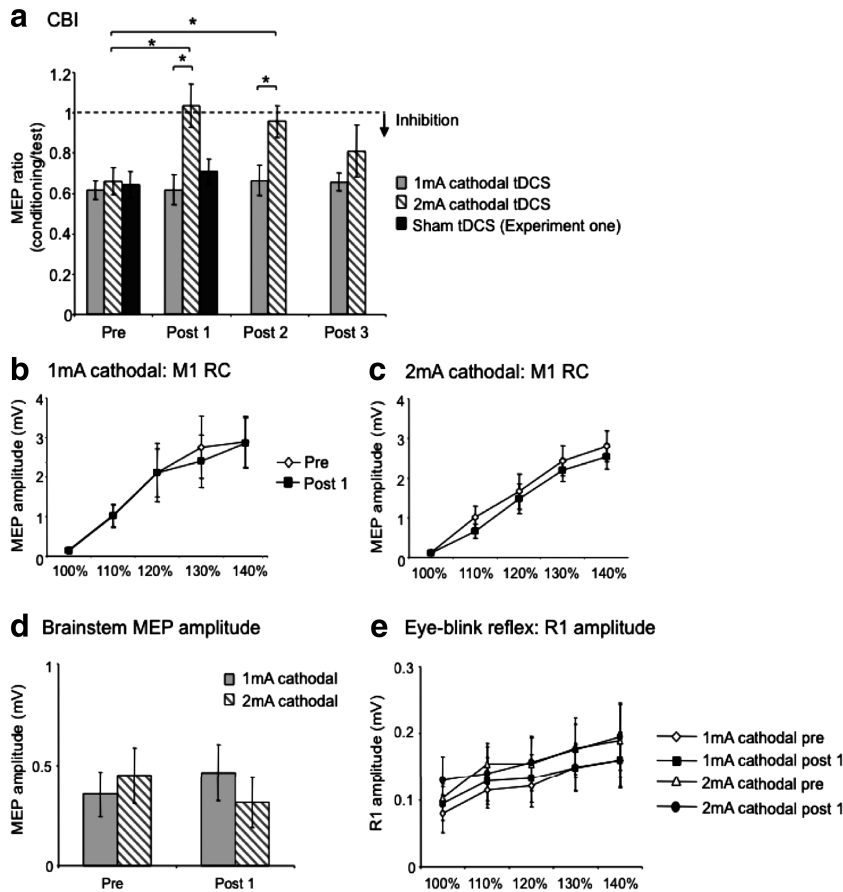 a CBI
*
*
* *
1.2
1
0.8
0.6
0.4
0.2
0
MEP ratio
(conditioning/test)
Inhibition
1mA cathodal tDCS
2mA cathodal tDCS
Sham tDCS (Experiment one)
Pre Post 1 Post 2 Post 3
b 1mA cathodal: M1 RC
4
3
2
1
0
MEP amplitude (mV)
Pre
Post 1
100% 110% 120% 130% 140%
c 2mA cathodal: M1 RC
4
3
2
1
0
MEP amplitude (mV)
100% 110% 120% 130% 140%
d Brainstem MEP amplitude
1
0.5
0
MEP amplitude (mV)
1mA cathodal
2mA cathodal
Pre Post 1
e Eye-blink reflex: R1 amplitude
0.3
0.2
0.1
0
R1 amplitude (mV)
1mA cathodal pre
1mA cathodal post 1
2mA cathodal pre
2mA cathodal post 1
100% 110% 120% 130% 140%